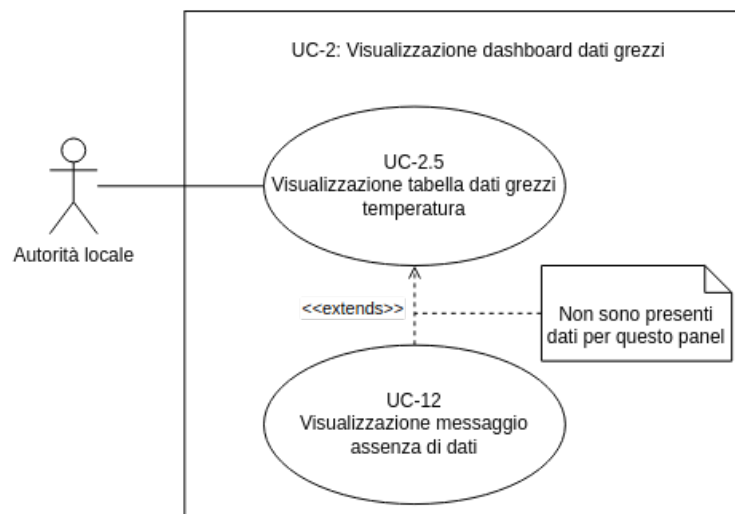 UC-2: Visualizzazione dashboard dati grezzi
UC-2.5
Visualizzazione tabella dati grezzi
temperatura
Autorità locale
<<extends>>
Non sono presenti
dati per questo panel
UC-12
Visualizzazione messaggio
assenza di dati